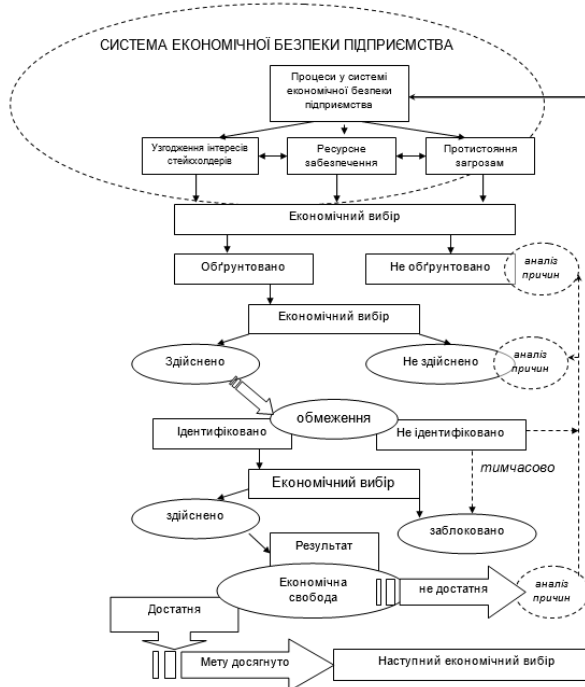 СИСТЕМА ЕКОНОМІЧНОЇ БЕЗПЕКИ ПІДПРИЄМСТВА
Процеси у системі
економічної безпеки
підприємства
Узгодження інтересів
стейкхолдерів
Ресурсне
забезпечення
Протистояння
загрозам
Економічний вибір
Обґрунтовано
Не обґрунтовано
аналіз
причин
Економічний вибір
Здійснено
Не здійснено
аналіз
причин
обмеження
Ідентифіковано
Не ідентифіковано
тимчасово
Економічний вибір
здійснено
заблоковано
Результат
Економічна
свобода
не достатня
аналіз
причин
Достатня
Мету досягнуто
Наступний економічний вибір